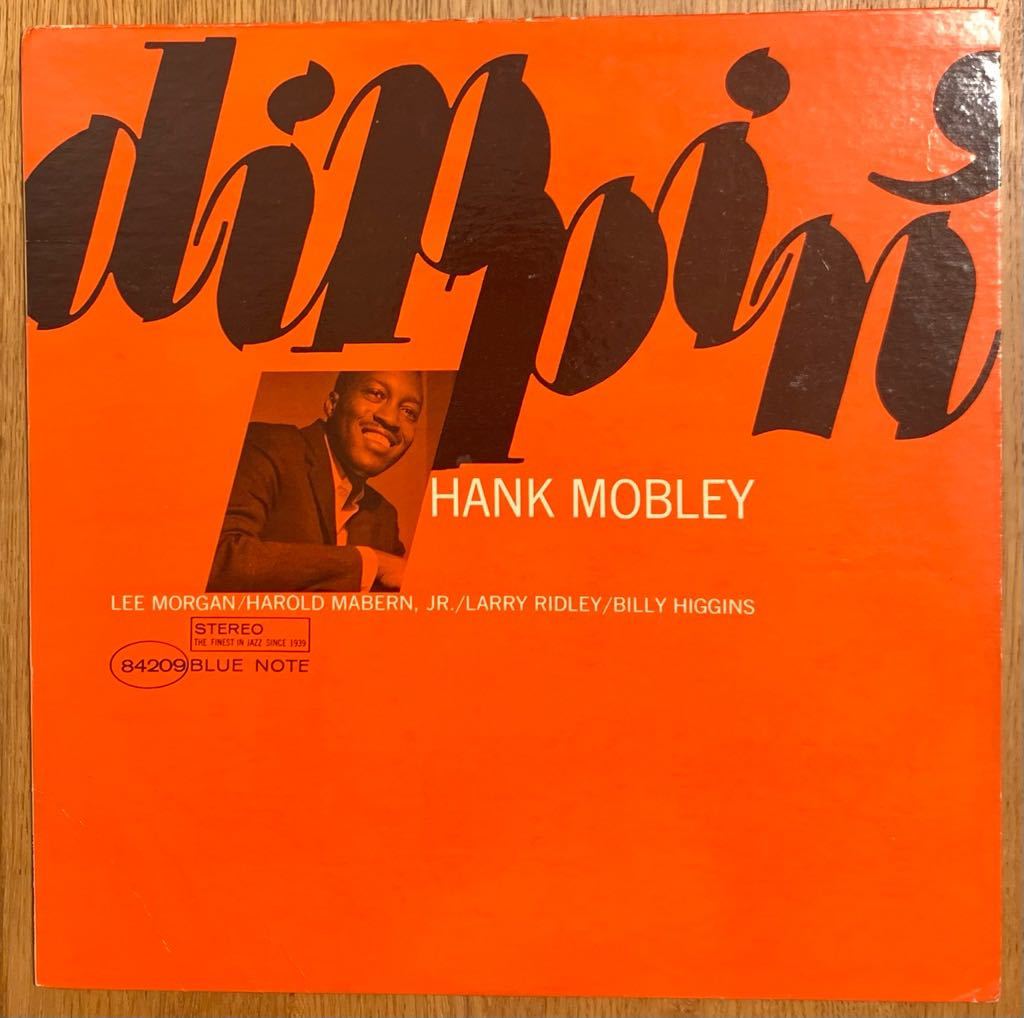 dippin'
HANK MOBLEY
LEE MORGAN/HAROLD MABERN, JR./LARRY RIDLEY/BILLY HIGGINS
STEREO
THE FINEST IN JAZZ SINCE 1939
84209 BLUE NOTE